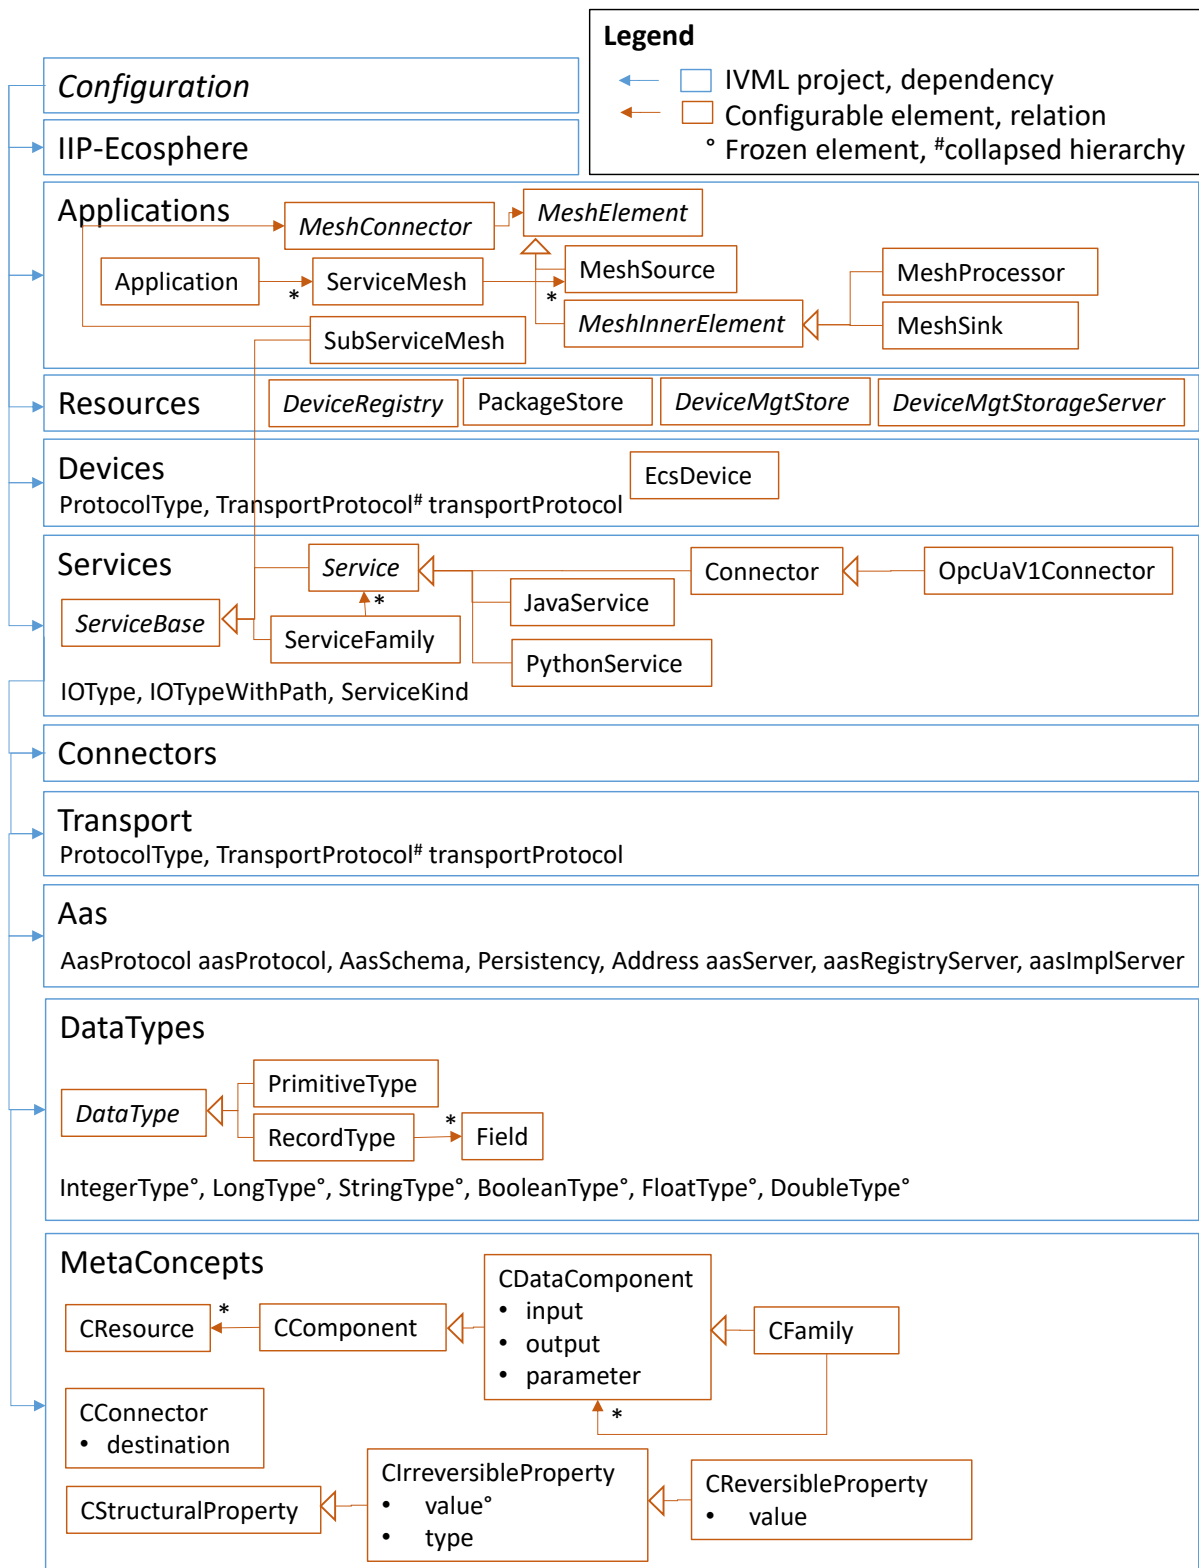 Legend
IVML project, dependency
Configurable element, relation
° Frozen element, #collapsed hierarchy
Configuration
IIP-Ecosphere
Applications
MeshConnector
MeshElement
Application
*
ServiceMesh
*
MeshSource
MeshProcessor
MeshInnerElement
MeshSink
SubServiceMesh
Resources
DeviceRegistry
PackageStore
DeviceMgtStore
DeviceMgtStorageServer
Devices
EcsDevice
ProtocolType, TransportProtocol# transportProtocol
Services
Service
Connector
OpcUaV1Connector
*
JavaService
ServiceBase
ServiceFamily
PythonService
IOType, IOTypeWithPath, ServiceKind
Connectors
Transport
ProtocolType, TransportProtocol# transportProtocol
Aas
AasProtocol aasProtocol, AasSchema, Persistency, Address aasServer, aasRegistryServer, aasImplServer
DataTypes
PrimitiveType
DataType
RecordType
*
Field
IntegerType°, LongType°, StringType°, BooleanType°, FloatType°, DoubleType°
MetaConcepts
CResource
*
CComponent
CDataComponent
• input
• output
• parameter
CFamily
*
CConnector
• destination
CStructuralProperty
CIrreversibleProperty
• value°
• type
CReversibleProperty
• value